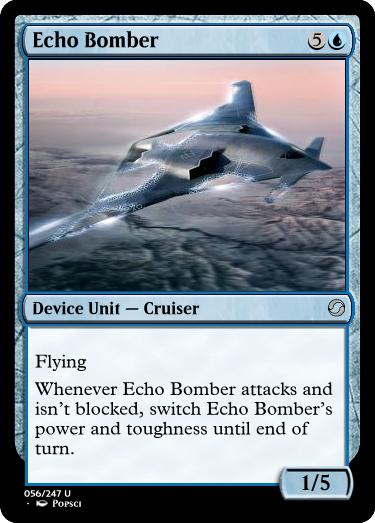 Echo Bomber 5
Device Unit — Cruiser
Flying
Whenever Echo Bomber attacks and
isn't blocked, switch Echo Bomber's
power and toughness until end of
turn.
1/5
056/247 U
· Popsci